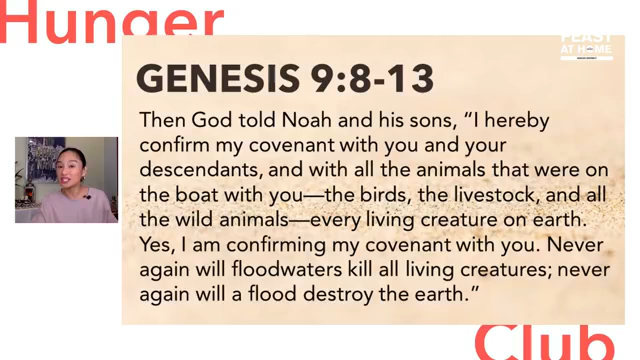 Hunger
FEAST
AT HOME
GENESIS 9:8-13
Then God told Noah and his sons, “I hereby
confirm my covenant with you and your
descendants, and with all the animals that were on
the boat with you—the birds, the livestock, and all
the wild animals—every living creature on earth.
Yes, I am confirming my covenant with you. Never
again will floodwaters kill all living creatures; never
again will a flood destroy the earth.”
Club